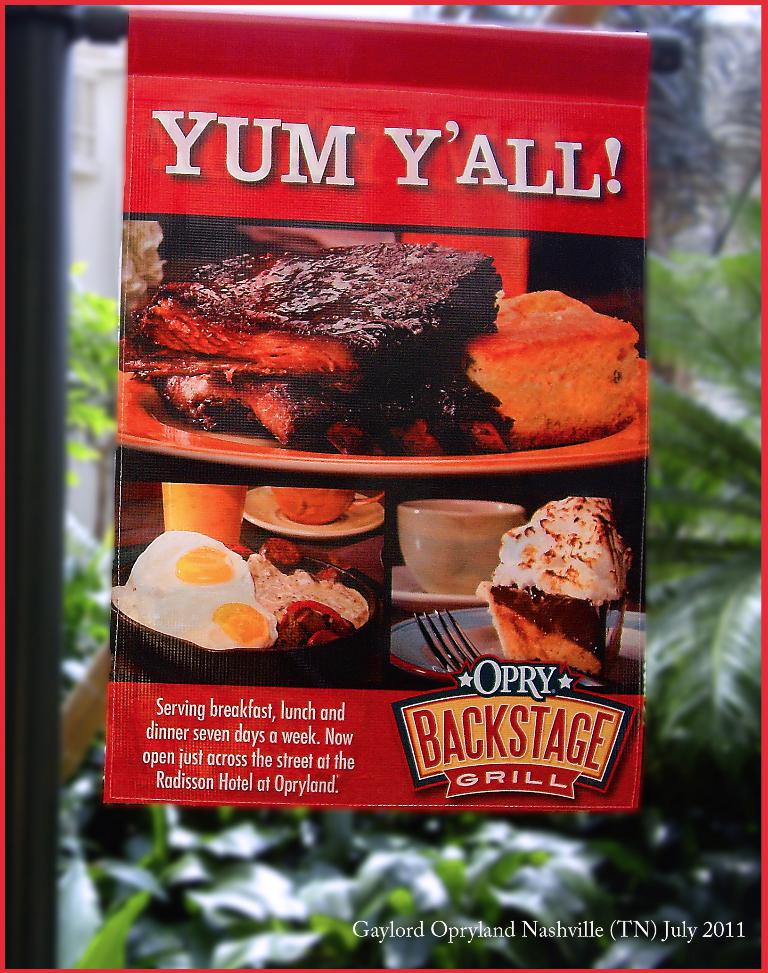 YUM Y'ALL!
Serving breakfast, lunch and
dinner seven days a week. Now
open just across the street at the
Radisson Hotel at Opryland.
OPRY
BACKSTAGE
GRILL
Gaylord Opryland Nashville (TN) July 2011